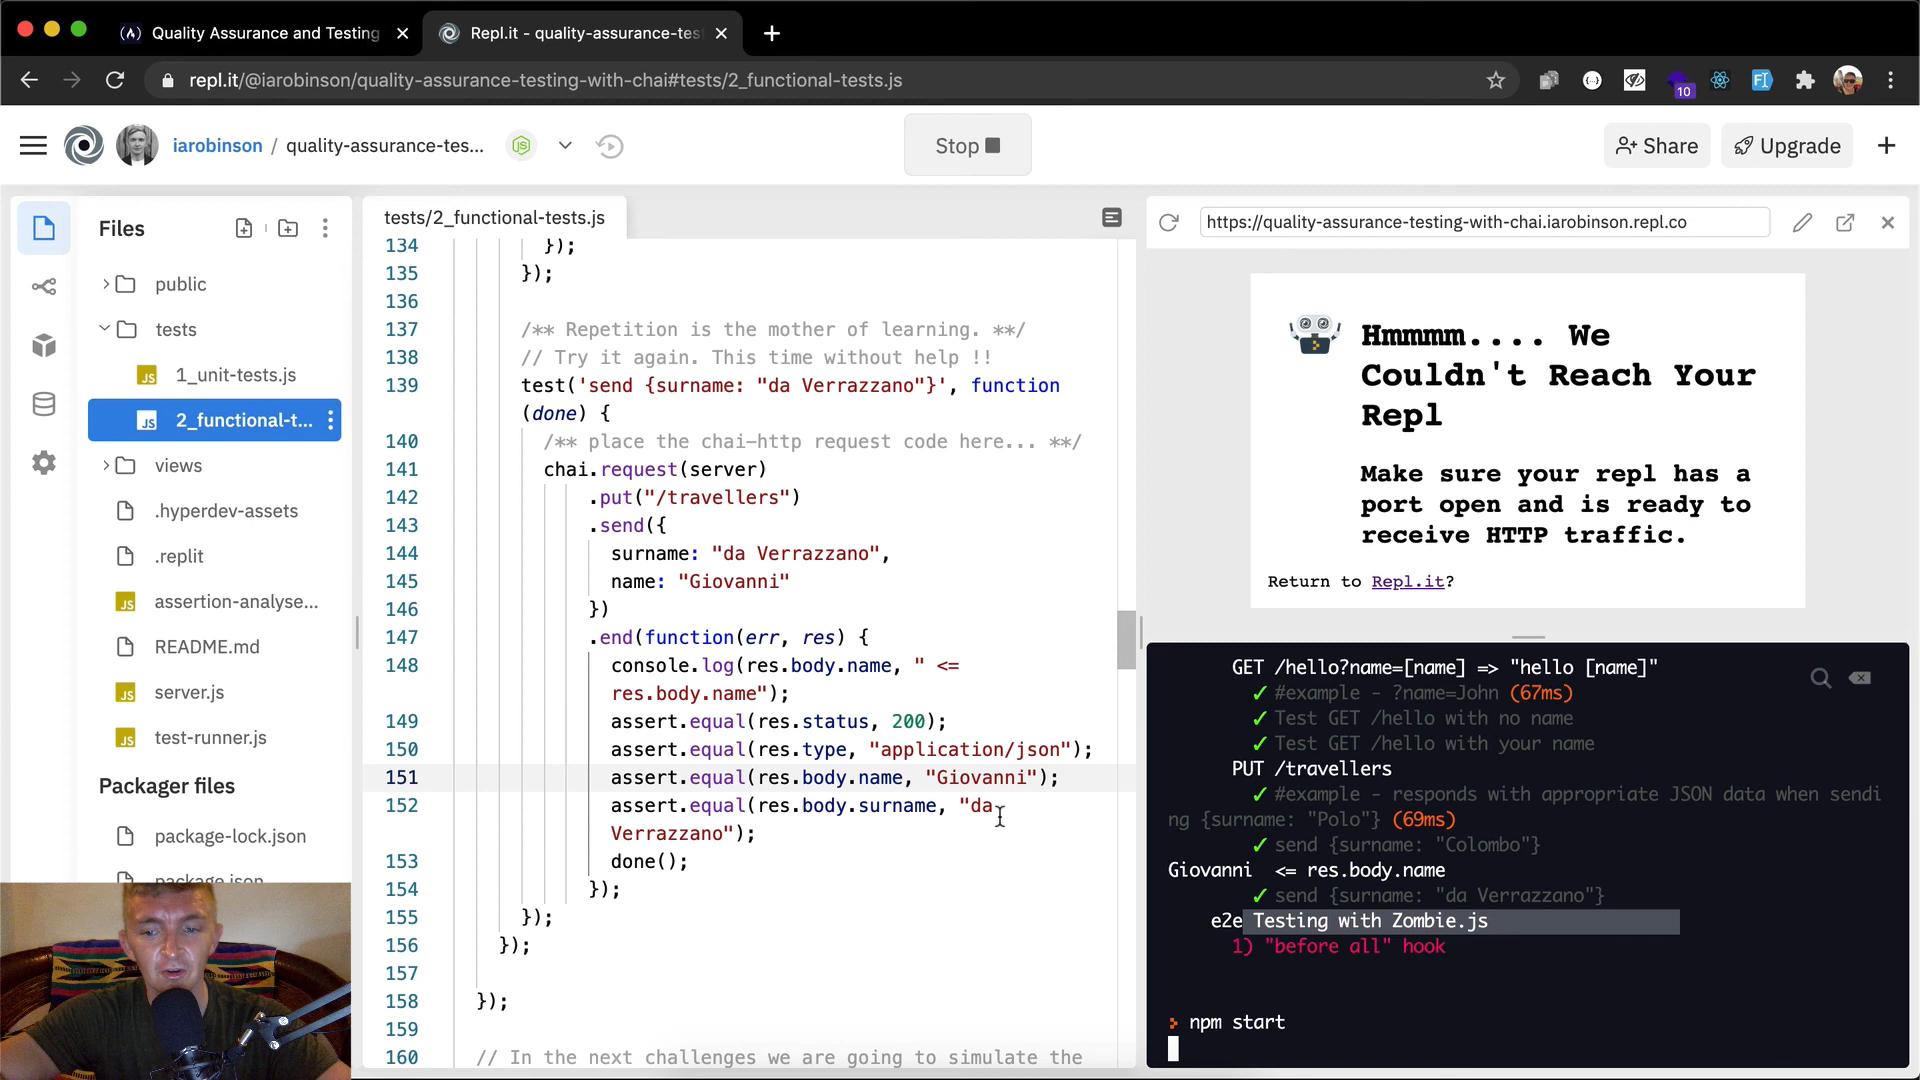 Quality Assurance and Testing
Repl.it - quality-assurance-tes
repl.it/@iarobinson/quality-assurance-testing-with-chai#tests/2_functional-tests.js
10
iarobinson / quality-assurance-tes...
Stop
Share
Upgrade
Files
public
tests
1_unit-tests.js
2_functional-t...
views
.hyperdev-assets
.replit
assertion-analyse...
README.md
server.js
test-runner.js
Packager files
package-lock.json
package.json
tests/2_functional-tests.js
134 });
135 });
136
137 /** Repetition is the mother of learning. **/
138 // Try it again. This time without help !!
139 test('send {surname: "da Verrazzano"}', function
(done) {
140 /** place the chai-http request code here... **/
141 chai.request(server)
142 .put("/travellers")
143 .send({
144 surname: "da Verrazzano",
145 name: "Giovanni"
146 })
147 .end(function(err, res) {
148 console.log(res.body.name, " <=
res.body.name");
149 assert.equal(res.status, 200);
150 assert.equal(res.type, "application/json");
151 assert.equal(res.body.name, "Giovanni");
152 assert.equal(res.body.surname, "da
Verrazzano");
153 done();
154 });
155 });
156 });
157
158 });
159
160 // In the next challenges we are going to simulate the
https://quality-assurance-testing-with-chai.iarobinson.repl.co
Hmmmm.... We
Couldn't Reach Your
Repl
Make sure your repl has a
port open and is ready to
receive HTTP traffic.
Return to Repl.it?
GET /hello?name=[name] => "hello [name]"
✓ #example - ?name=John (67ms)
✓ Test GET /hello with no name
✓ Test GET /hello with your name
PUT /travellers
✓ #example - responds with appropriate JSON data when sendi
ng {surname: "Polo"} (69ms)
✓ send {surname: "Colombo"}
Giovanni <= res.body.name
✓ send {surname: "da Verrazzano"}
e2e Testing with Zombie.js
1) "before all" hook
> npm start